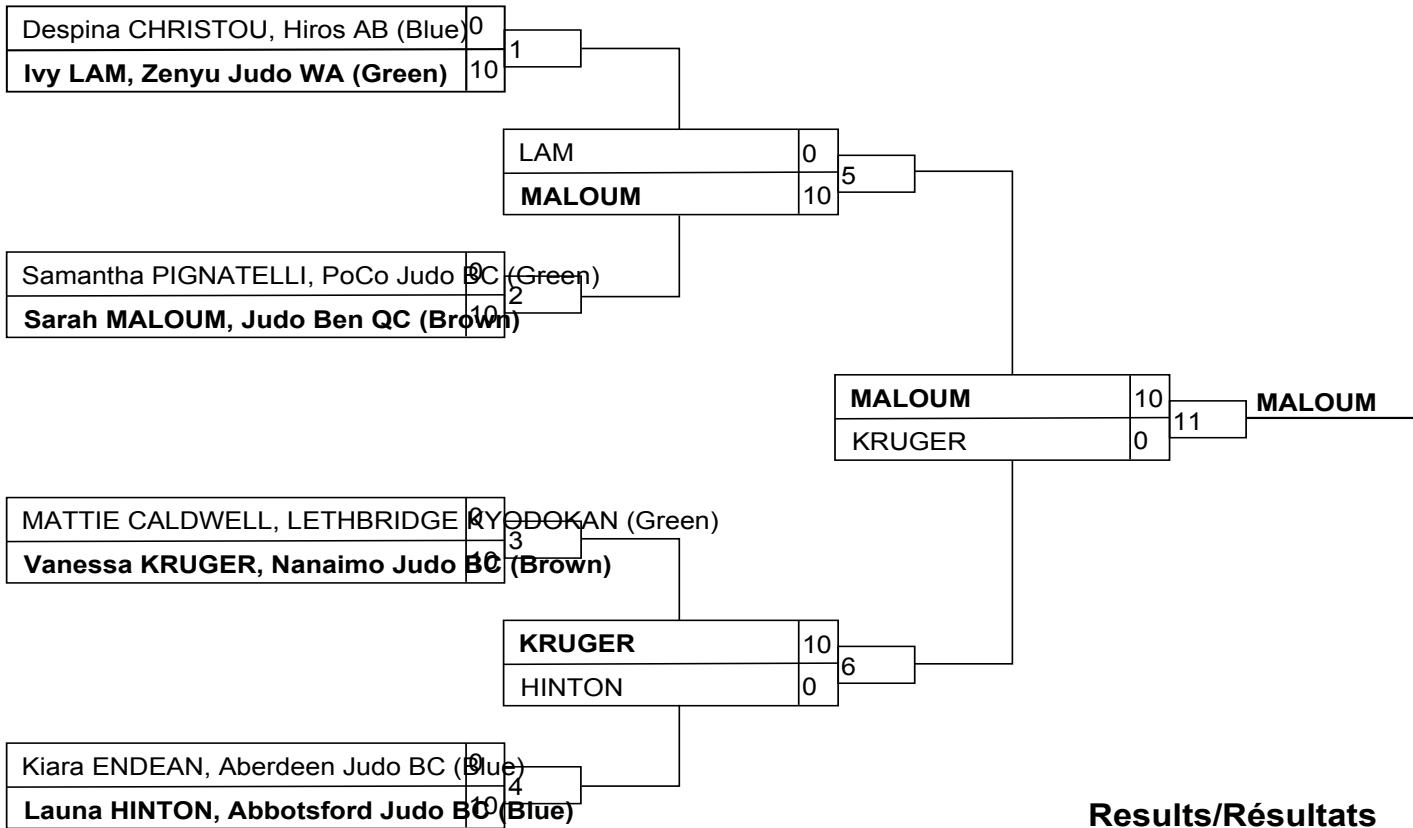 Despina CHRISTOU, Hiros AB (Blue) 0
1
Ivy LAM, Zenyu Judo WA (Green) 10
LAM 0
5
MALOUM 10
Samantha PIGNATELLI, PoCo Judo BC (Green) 0
2
Sarah MALOUM, Judo Ben QC (Brown) 10
MALOUM 10
11 MALOUM
KRUGER 0
MATTIE CALDWELL, LETHBRIDGE KYODOKAN (Green) 0
3
Vanessa KRUGER, Nanaimo Judo BC (Brown) 10
KRUGER 10
6
HINTON 0
Kiara ENDEAN, Aberdeen Judo BC (Blue) 0
4
Launa HINTON, Abbotsford Judo BC (Blue) 10
Results/Résultats